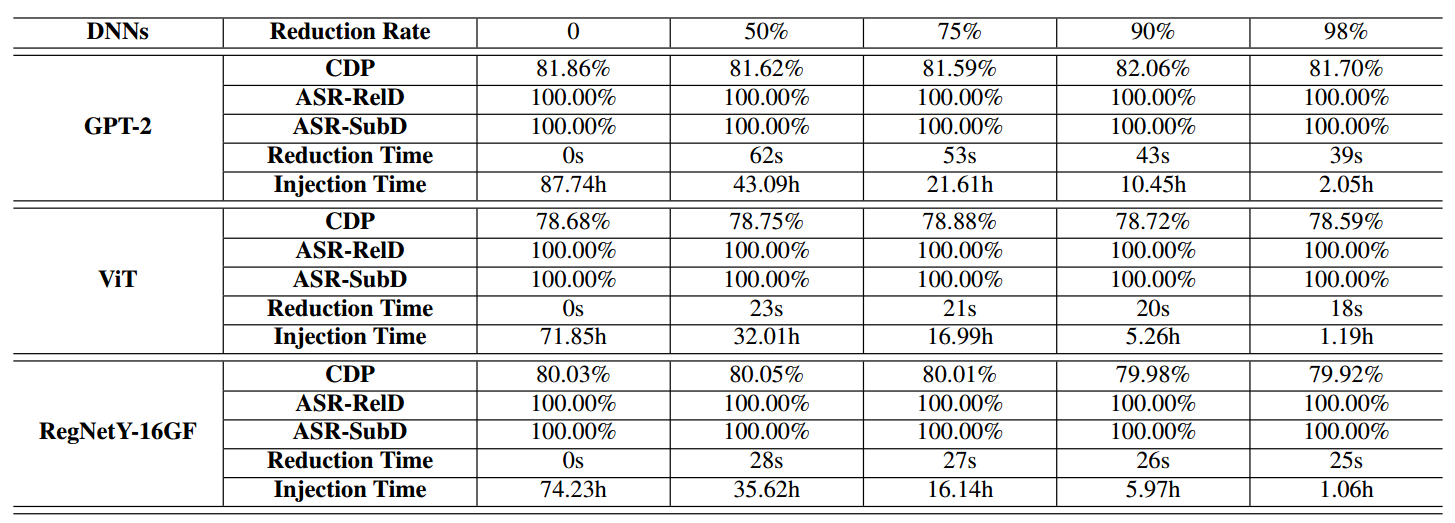 DNNs Reduction Rate 0 50% 75% 90% 98%
CDP 81.86% 81.62% 81.59% 82.06% 81.70%
ASR-RelD 100.00% 100.00% 100.00% 100.00% 100.00%
GPT-2 ASR-SubD 100.00% 100.00% 100.00% 100.00% 100.00%
Reduction Time 0s 62s 53s 43s 39s
Injection Time 87.74h 43.09h 21.61h 10.45h 2.05h
CDP 78.68% 78.75% 78.88% 78.72% 78.59%
ASR-RelD 100.00% 100.00% 100.00% 100.00% 100.00%
ViT ASR-SubD 100.00% 100.00% 100.00% 100.00% 100.00%
Reduction Time 0s 23s 21s 20s 18s
Injection Time 71.85h 32.01h 16.99h 5.26h 1.19h
CDP 80.03% 80.05% 80.01% 79.98% 79.92%
ASR-RelD 100.00% 100.00% 100.00% 100.00% 100.00%
RegNetY-16GF ASR-SubD 100.00% 100.00% 100.00% 100.00% 100.00%
Reduction Time 0s 28s 27s 26s 25s
Injection Time 74.23h 35.62h 16.14h 5.97h 1.06h